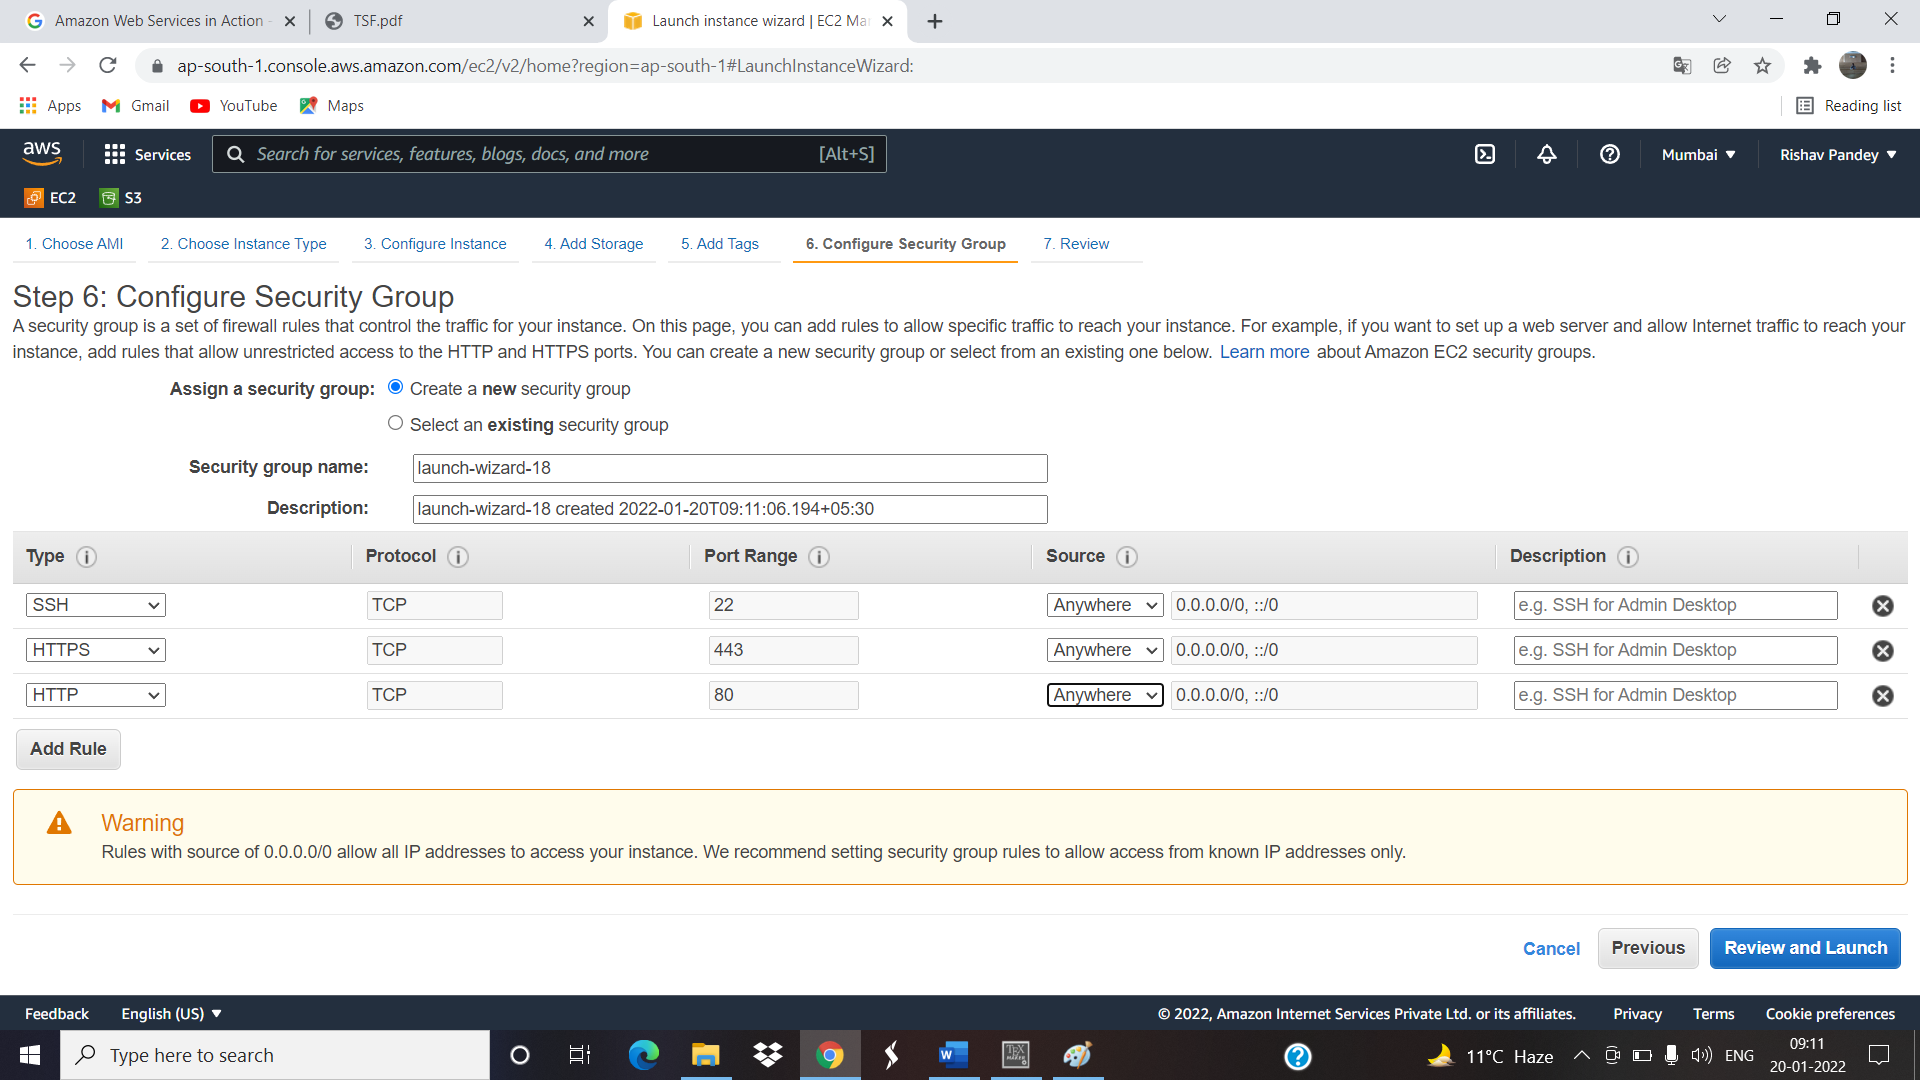 Amazon Web Services in Action -
TSF.pdf
Launch instance wizard | EC2 Ma
ap-south-1.console.aws.amazon.com/ec2/v2/home?region=ap-south-1#LaunchInstanceWizard:
Apps
Gmail
YouTube
Maps
Reading list
aws
Services
Search for services, features, blogs, docs, and more
[Alt+S]
Mumbai
Rishav Pandey
EC2
S3
1. Choose AMI
2. Choose Instance Type
3. Configure Instance
4. Add Storage
5. Add Tags
6. Configure Security Group
7. Review
Step 6: Configure Security Group
A security group is a set of firewall rules that control the traffic for your instance. On this page, you can add rules to allow specific traffic to reach your instance. For example, if you want to set up a web server and allow Internet traffic to reach your
instance, add rules that allow unrestricted access to the HTTP and HTTPS ports. You can create a new security group or select from an existing one below. Learn more about Amazon EC2 security groups.
Assign a security group:
Create a new security group
Select an existing security group
Security group name:
launch-wizard-18
Description:
launch-wizard-18 created 2022-01-20T09:11:06.194+05:30
Type
Protocol
Port Range
Source
Description
SSH
TCP
22
Anywhere
0.0.0.0/0, ::/0
e.g. SSH for Admin Desktop
HTTPS
TCP
443
Anywhere
0.0.0.0/0, ::/0
e.g. SSH for Admin Desktop
HTTP
TCP
80
Anywhere
0.0.0.0/0, ::/0
e.g. SSH for Admin Desktop
Add Rule
Warning
Rules with source of 0.0.0.0/0 allow all IP addresses to access your instance. We recommend setting security group rules to allow access from known IP addresses only.
Cancel
Previous
Review and Launch
Feedback
English (US)
© 2022, Amazon Internet Services Private Ltd. or its affiliates.
Privacy
Terms
Cookie preferences
Type here to search
11°C Haze
ENG
09:11
20-01-2022